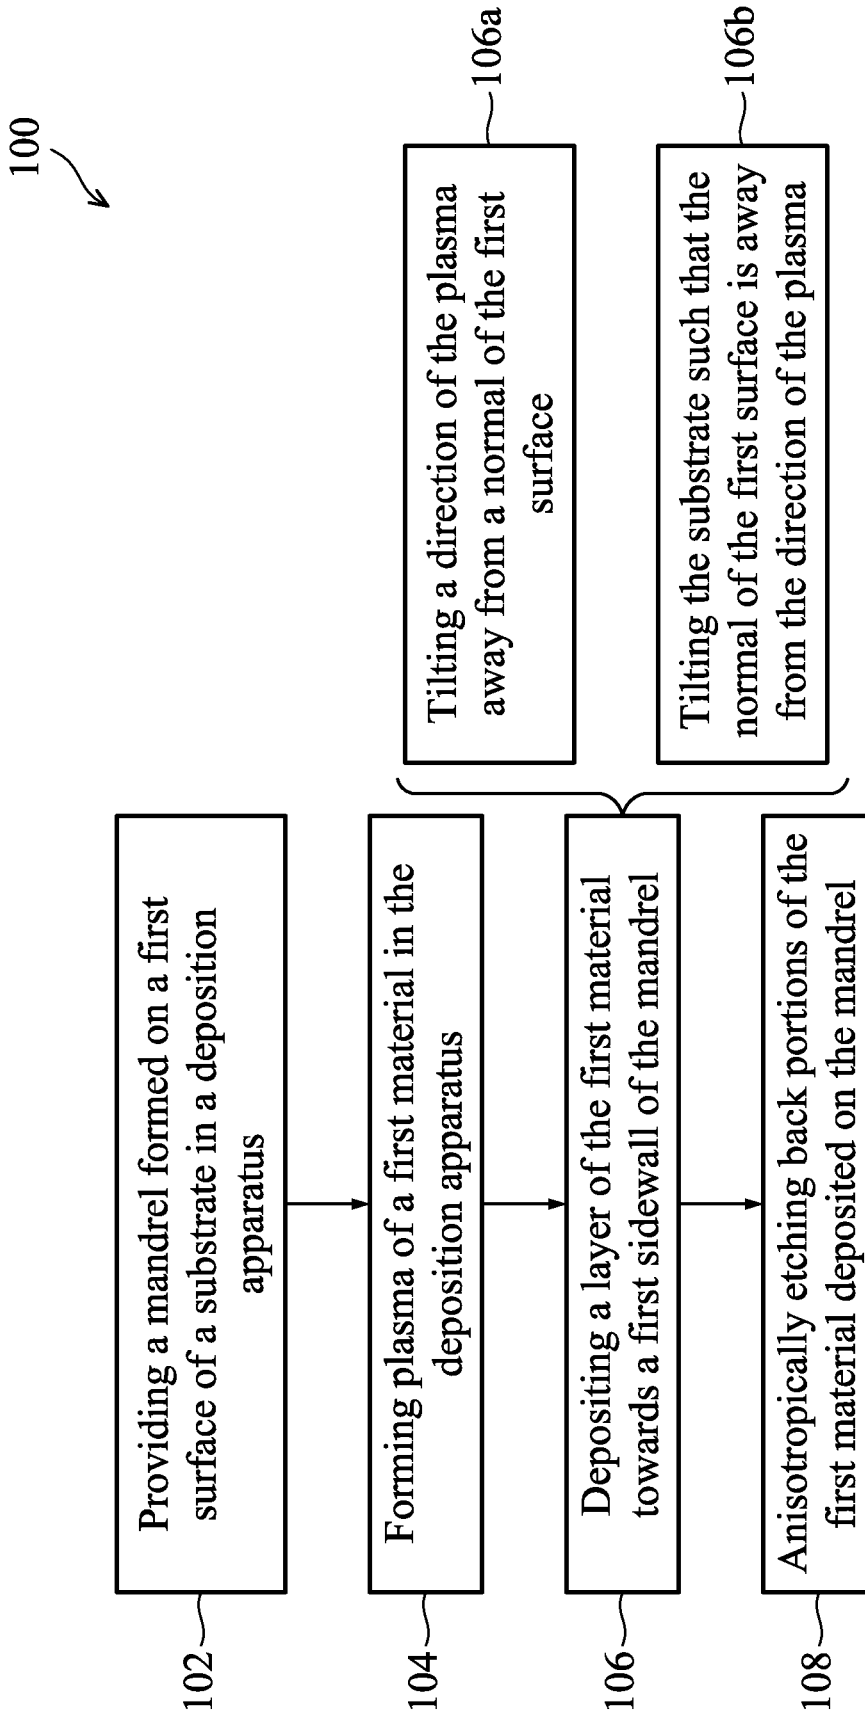 100
102
Providing a mandrel formed on a first
surface of a substrate in a deposition
apparatus
104
Forming plasma of a first material in the
deposition apparatus
106
Depositing a layer of the first material
towards a first sidewall of the mandrel
106a
Tilting a direction of the plasma
away from a normal of the first
surface
106b
Tilting the substrate such that the
normal of the first surface is away
from the direction of the plasma
108
Anisotropically etching back portions of the
first material deposited on the mandrel